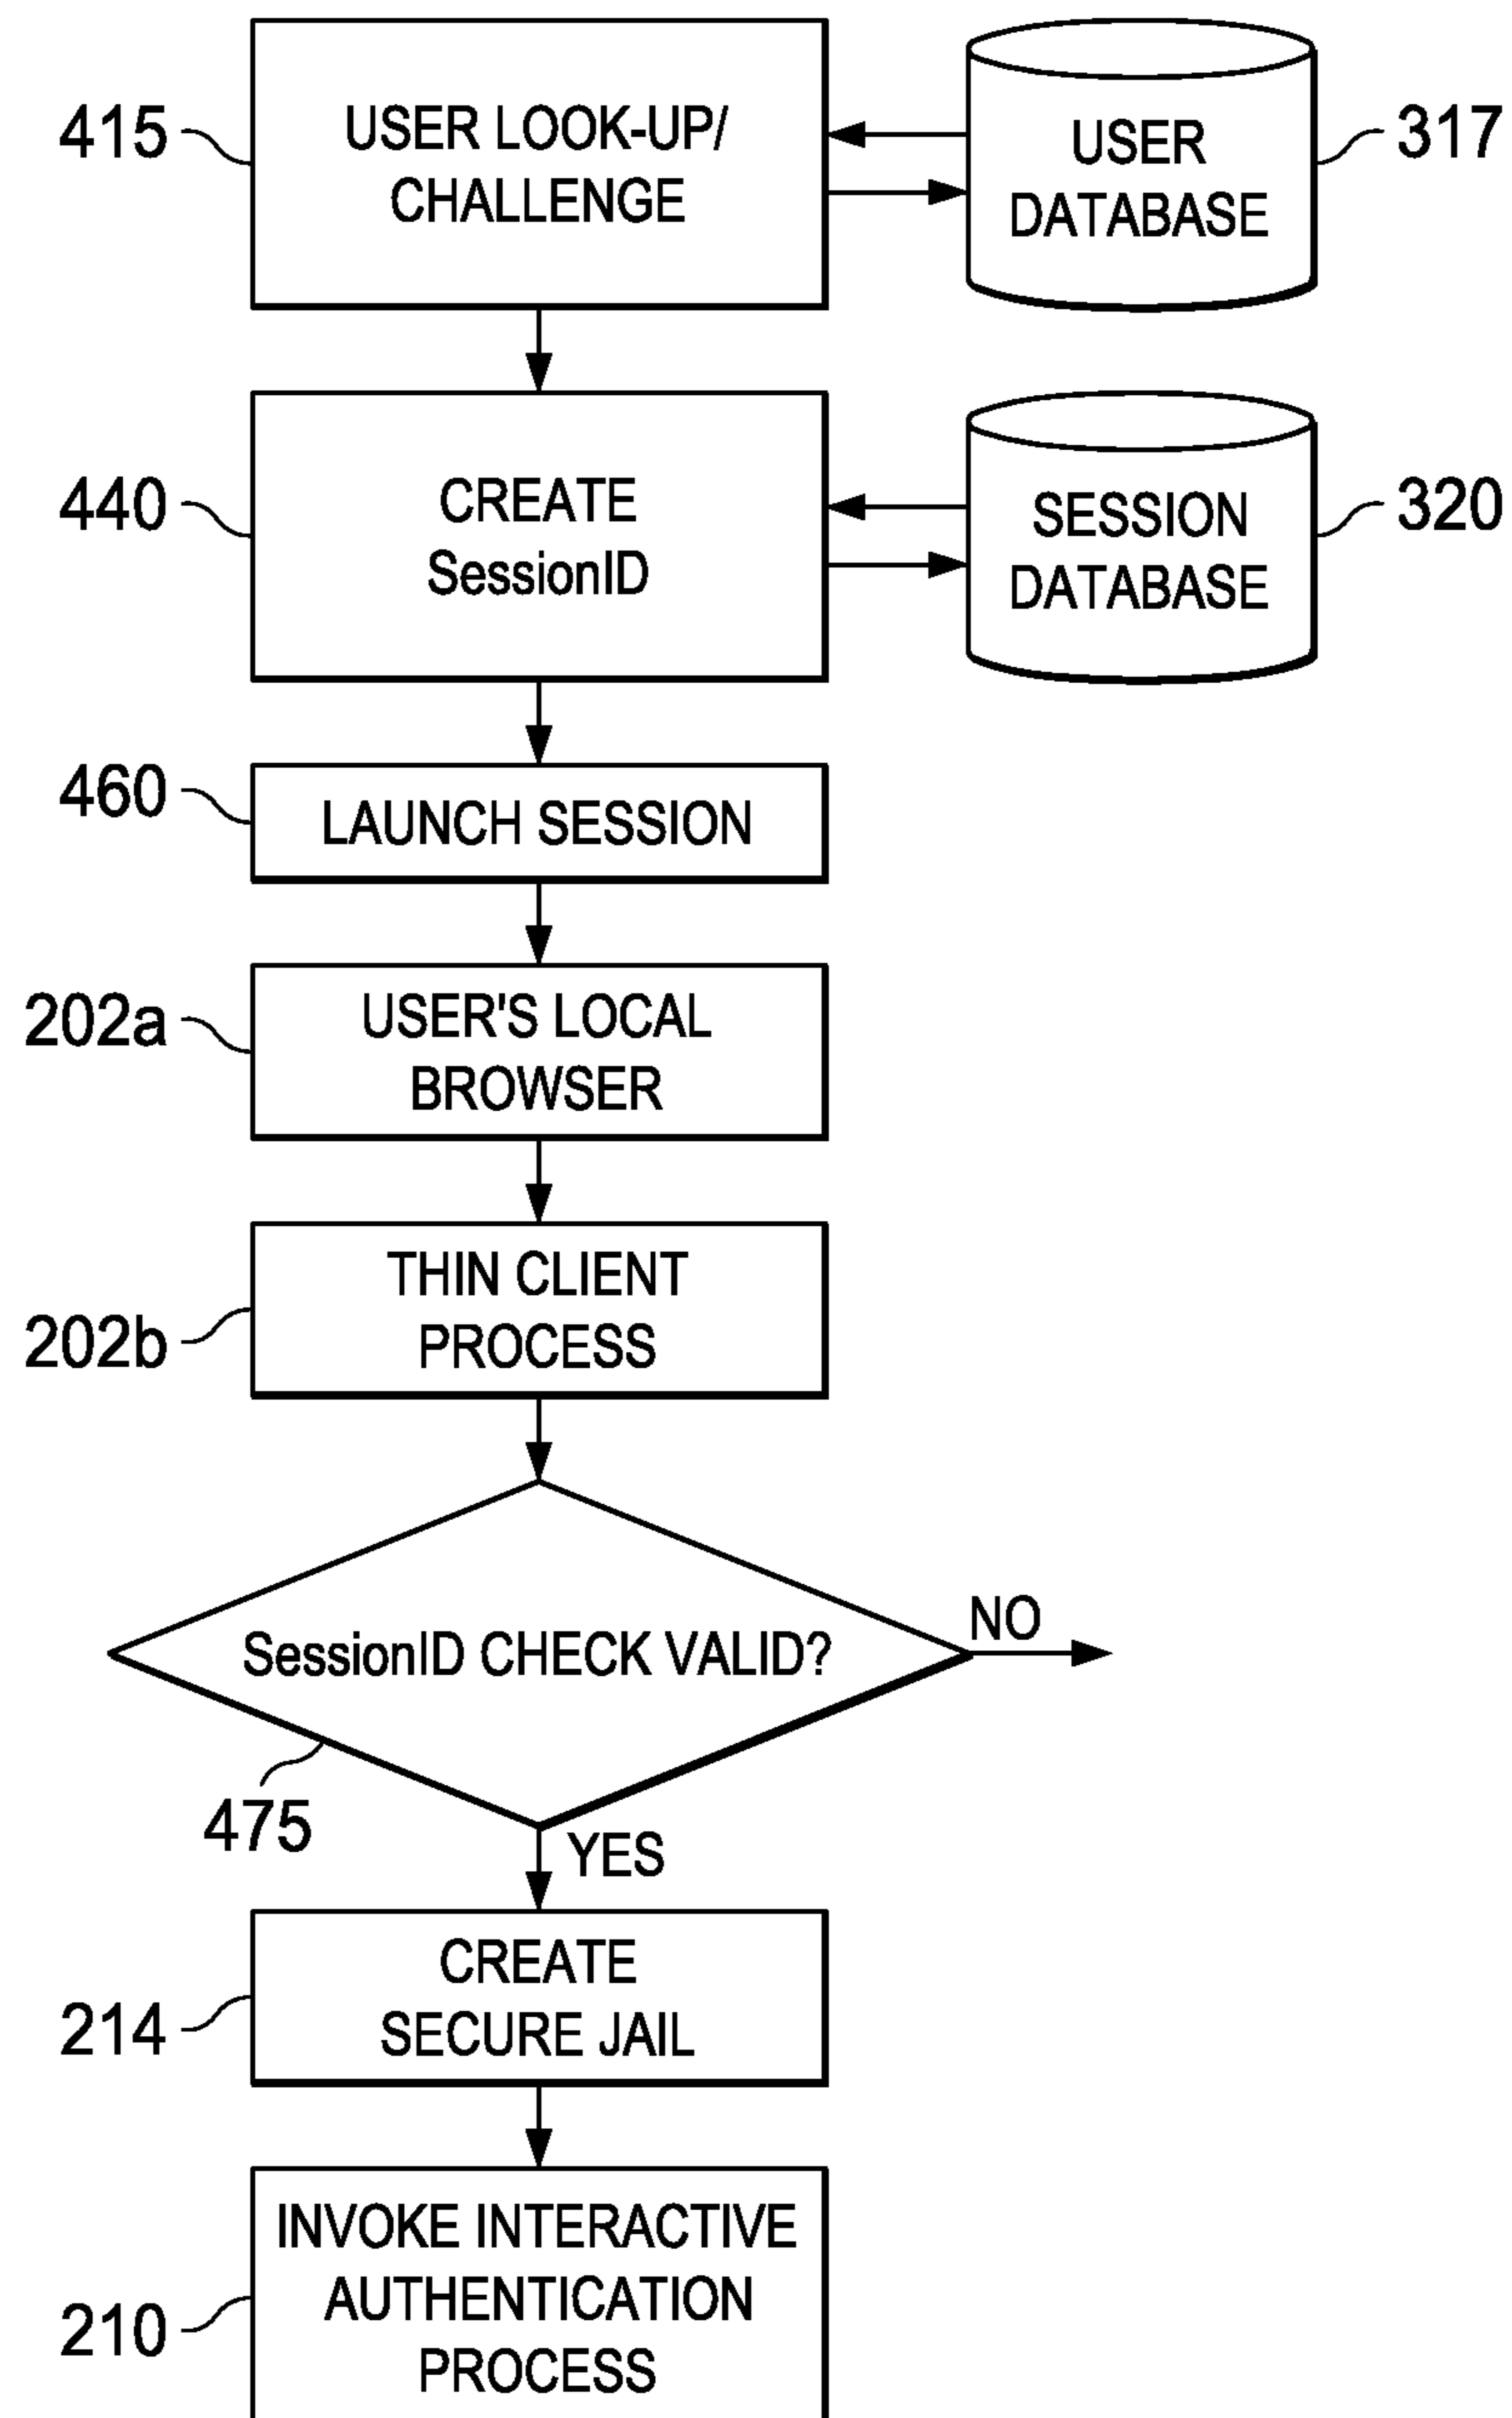 415
USER LOOK-UP/
CHALLENGE
USER
DATABASE
317
440
CREATE
SessionID
SESSION
DATABASE
320
460
LAUNCH SESSION
202a
USER'S LOCAL
BROWSER
202b
THIN CLIENT
PROCESS
SessionID CHECK VALID?
NO
475
YES
214
CREATE
SECURE JAIL
210
INVOKE INTERACTIVE
AUTHENTICATION
PROCESS